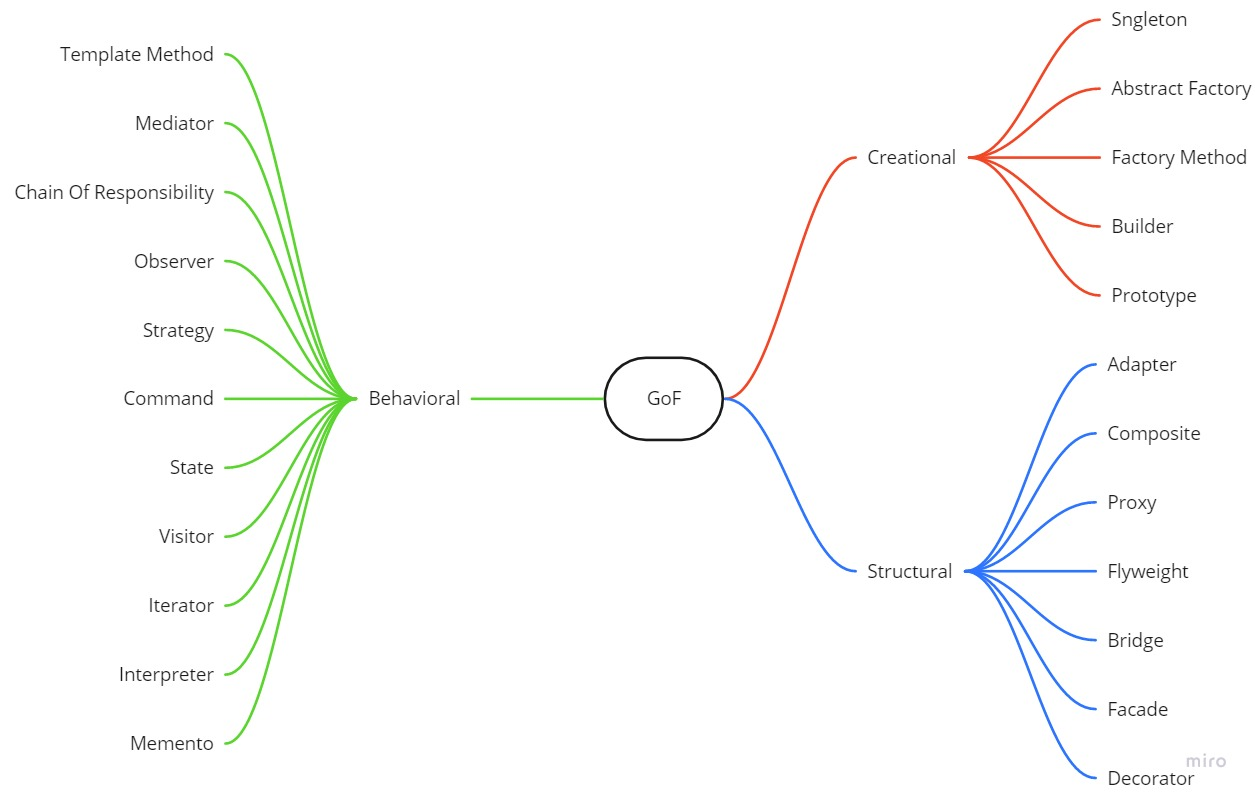 Template Method
Mediator
Chain Of Responsibility
Observer
Strategy
Command
State
Visitor
Iterator
Interpreter
Memento
Behavioral
GoF
Creational
Sngleton
Abstract Factory
Factory Method
Builder
Prototype
Structural
Adapter
Composite
Proxy
Flyweight
Bridge
Facade
Decorator
miro